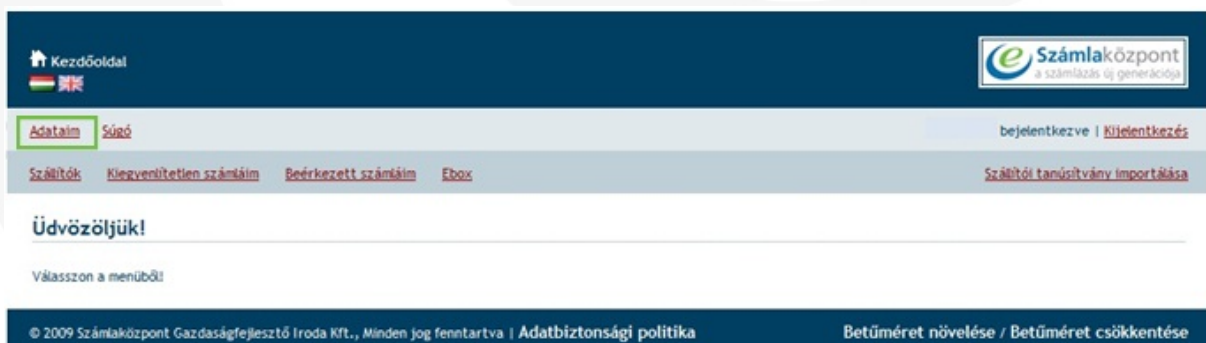 Kezdőoldal
e Számlaközpont
a számlázás új generációja
Adataim Súgó bejelentkezve | Kijelentkezés
Szállítók Kiegyenlítetlen számláim Beérkezett számláim Ebox Szállítói tanúsítvány importálása
Üdvözöljük!
Válasszon a menüből!
© 2009 Számlaközpont Gazdaságfejlesztő Iroda Kft., Minden jog fenntartva | Adatbiztonsági politika Betűméret növelése / Betűméret csökkentése